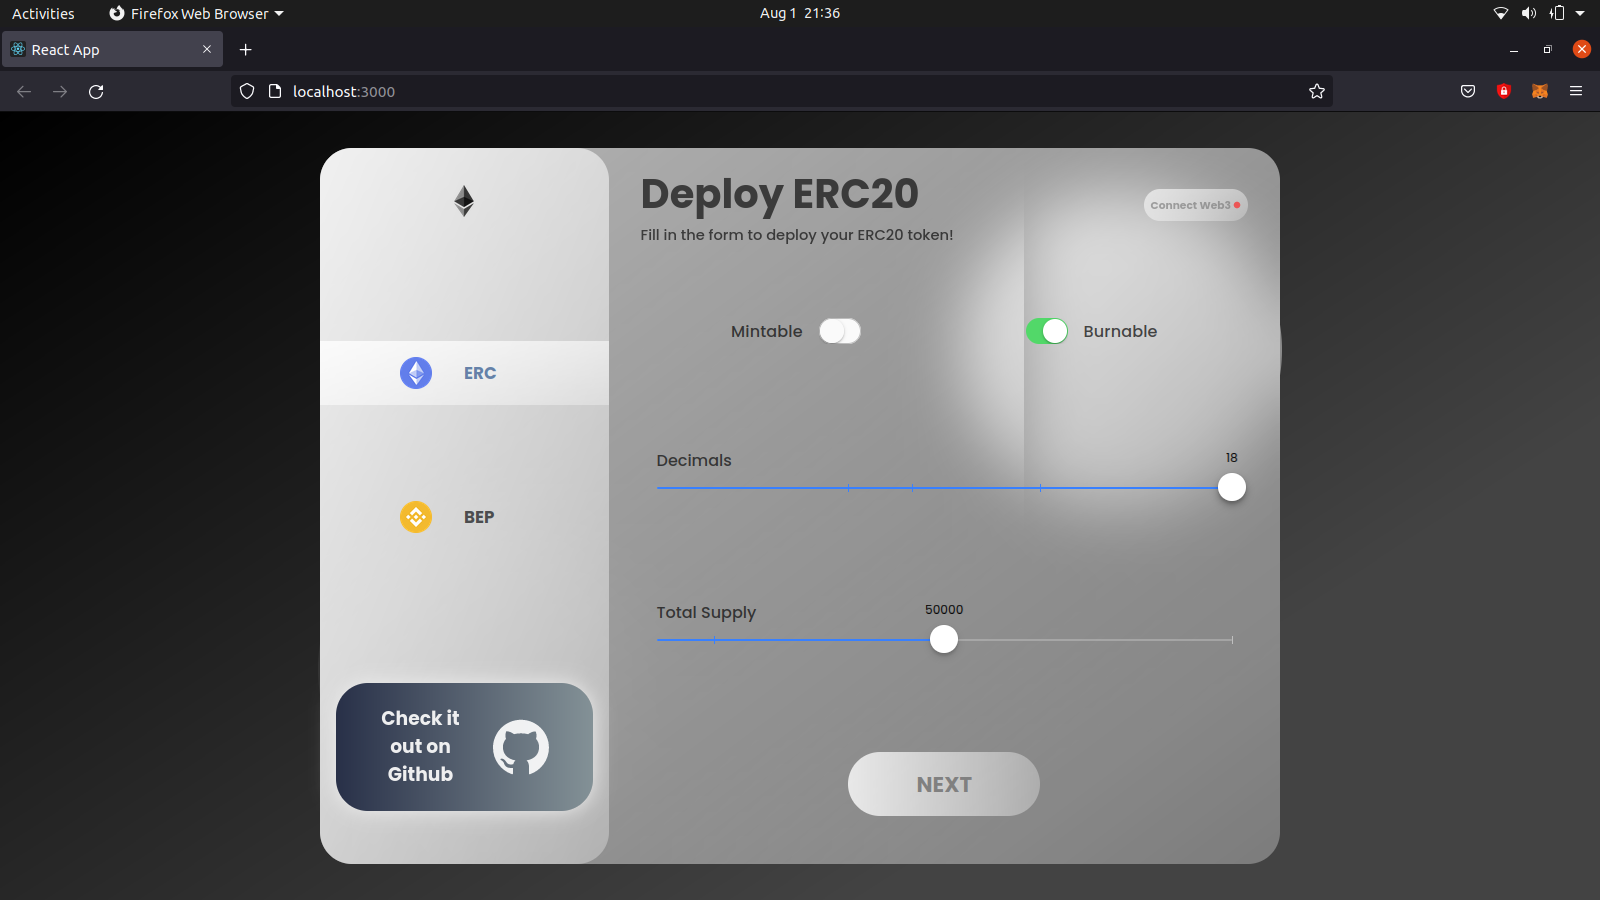 Activities
Firefox Web Browser
Aug 1 21:36
React App
localhost:3000
Deploy ERC20
Connect Web3
Fill in the form to deploy your ERC20 token!
Mintable
Burnable
ERC
Decimals
18
BEP
Total Supply
50000
Check it
out on
Github
NEXT